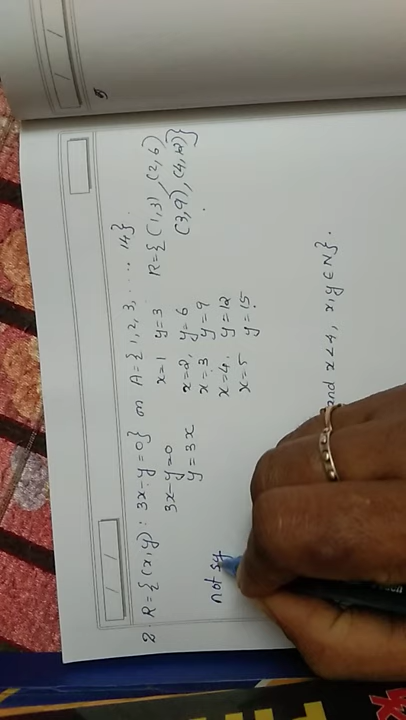 2. R = {(x,y) : 3x-y=0} on A = {1, 2, 3, ..... 14}.
3x-y=0
y = 3x
x=1 y=3
x=2, y=6
x=3 y=9
x=4. y=12
x=5 y=15
R = {(1,3), (2,6)
(3,9), (4,12)}
not sy
and x<4, x,y ∈ N}.